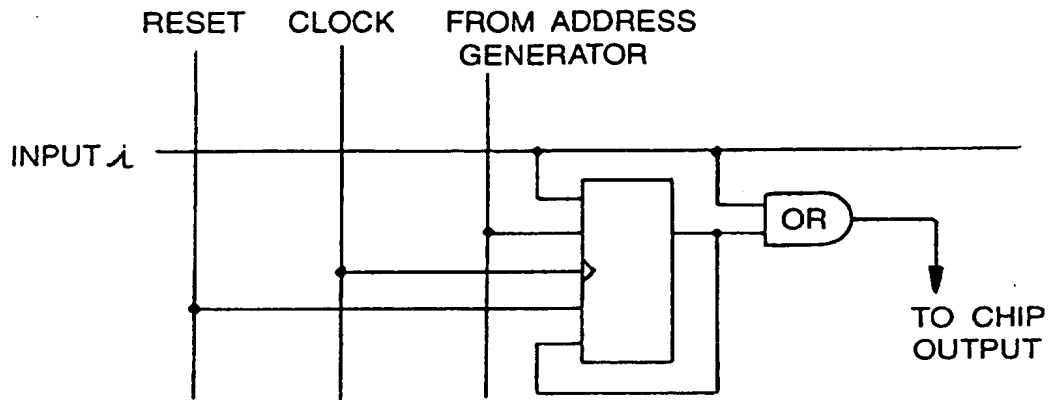 RESET
CLOCK
FROM ADDRESS
GENERATOR
INPUT i
OR
TO CHIP
OUTPUT